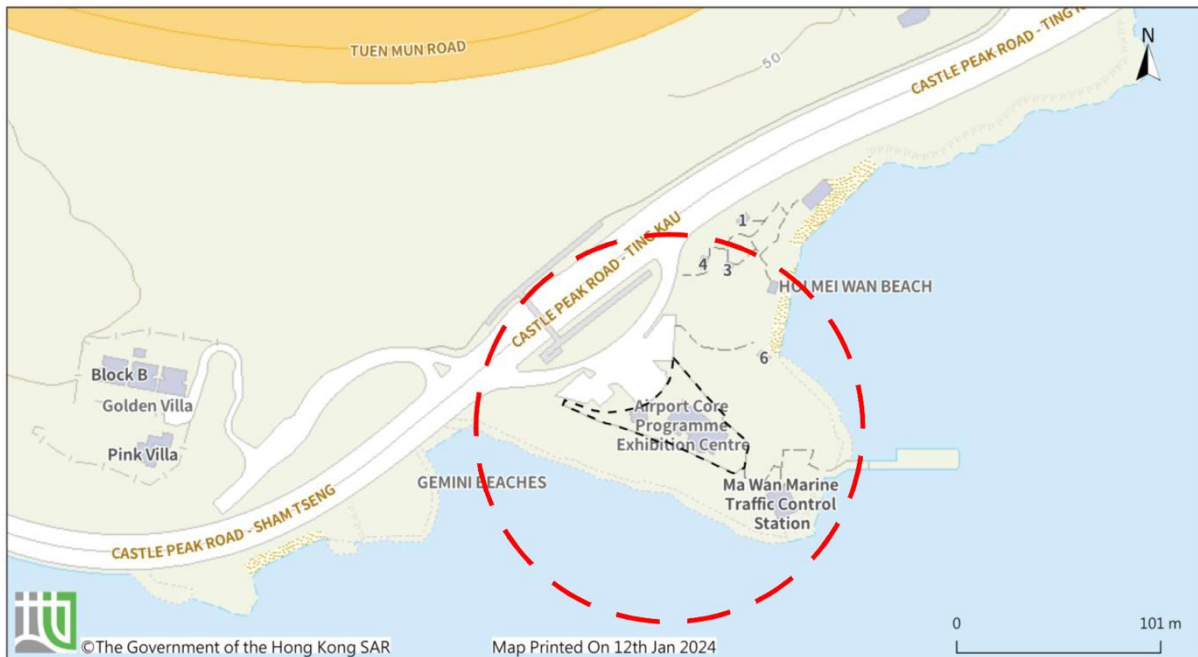 TUEN MUN ROAD
50
CASTLE PEAK ROAD - TING
N
CASTLE PEAK ROAD - TING KAU
1
4
3
HOI MEI WAN BEACH
6
Block B
Golden Villa
Pink Villa
Airport Core
Programme
Exhibition Centre
GEMINI BEACHES
Ma Wan Marine
Traffic Control
Station
CASTLE PEAK ROAD - SHAM TSENG
©The Government of the Hong Kong SAR
Map Printed On 12th Jan 2024
0
101 m